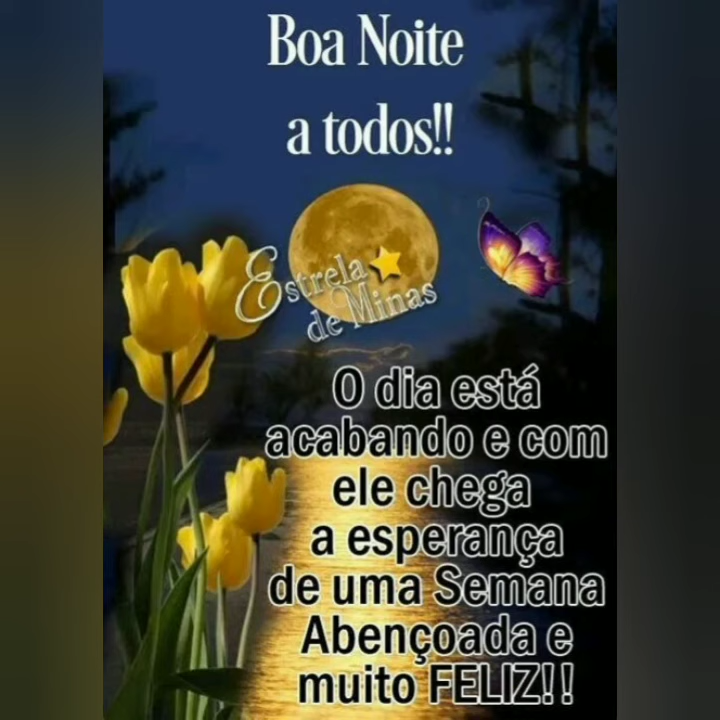 Boa Noite
a todos!!
Estrela
de Minas
O dia está
acabando e com
ele chega
a esperança
de uma Semana
Abençoada e
muito FELIZ!!